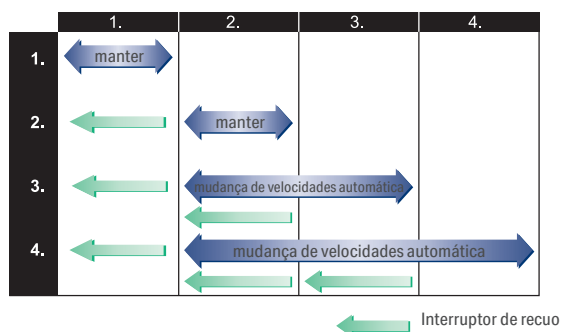 1. 2. 3. 4.
1. manter
2. manter
3. mudança de velocidades automática
4. mudança de velocidades automática
Interruptor de recuo